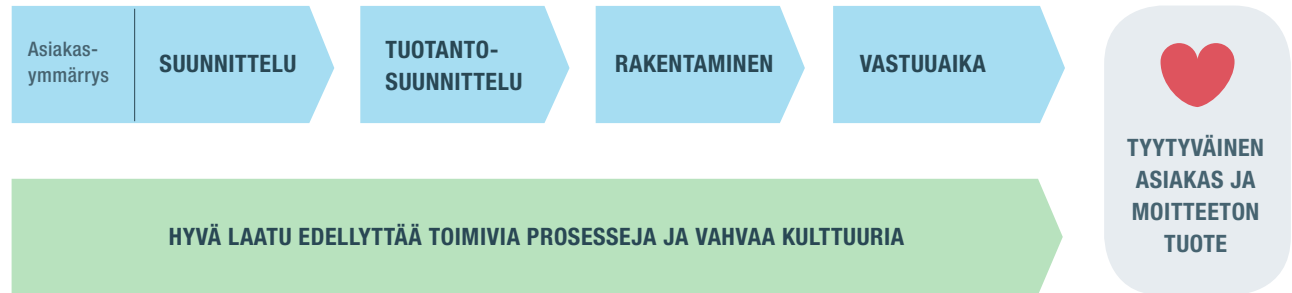 Asiakas-
ymmärrys
SUUNNITTELU
TUOTANTO-
SUUNNITTELU
RAKENTAMINEN
VASTUUAIKA
TYYTYVÄINEN
ASIAKAS JA
MOITTEETON
TUOTE
HYVÄ LAATU EDELLYTTÄÄ TOIMIVIA PROSESSEJA JA VAHVAA KULTTUURIA